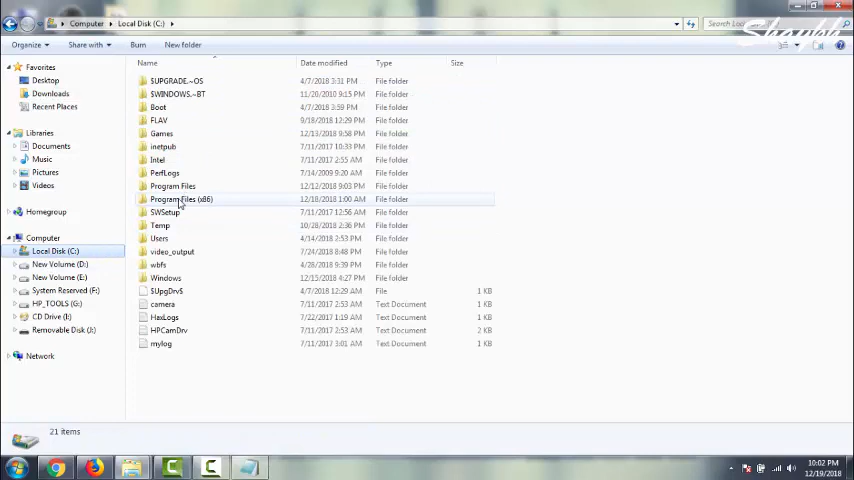 Computer ▸ Local Disk (C:) ▸
Organize Share with Burn New folder
Name Date modified Type Size
Favorites
Desktop
Downloads
Recent Places
Libraries
Documents
Music
Pictures
Videos
Homegroup
Computer
Local Disk (C:)
New Volume (D:)
New Volume (E:)
System Reserved (F:)
HP_TOOLS (G:)
CD Drive (I:)
Removable Disk (J:)
Network
$UPGRADE.~OS 4/7/2018 3:31 PM File folder
$WINDOWS.~BT 11/20/2010 9:15 PM File folder
Boot 4/7/2018 3:59 PM File folder
FLAV 9/18/2018 12:29 PM File folder
Games 12/13/2018 9:58 PM File folder
inetpub 7/11/2017 10:33 PM File folder
Intel 7/11/2017 2:55 AM File folder
PerfLogs 7/14/2009 9:20 AM File folder
Program Files 12/12/2018 9:03 PM File folder
Program Files (x86) 12/18/2018 1:00 AM File folder
SWSetup 7/11/2017 12:56 AM File folder
Temp 10/28/2018 2:36 PM File folder
Users 4/14/2018 2:53 PM File folder
video_output 7/24/2018 8:48 PM File folder
wbfs 4/28/2018 9:39 PM File folder
Windows 12/15/2018 4:27 PM File folder
$UpgDrv$ 4/7/2018 12:29 AM File 1 KB
camera 7/11/2017 2:53 AM Text Document 1 KB
HaxLogs 7/22/2017 1:19 AM Text Document 1 KB
HPCamDrv 7/11/2017 2:53 AM Text Document 2 KB
mylog 7/11/2017 3:01 AM Text Document 1 KB
21 items
10:02 PM
12/19/2018